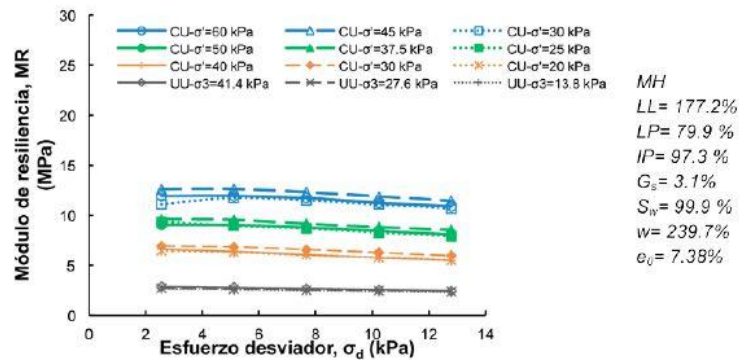 30
25
20
15
10
5
0
Módulo de resiliencia, MR
(MPa)
CU-σ'=60 kPa CU-σ'=45 kPa CU-σ'=30 kPa
CU-σ'=50 kPa CU-σ'=37.5 kPa CU-σ'=25 kPa
CU-σ'=40 kPa CU-σ'=30 kPa CU-σ'=20 kPa
UU-σ3=41.4 kPa UU-σ3=27.6 kPa UU-σ3=13.8 kPa
0 2 4 6 8 10 12 14
Esfuerzo desviador, σd (kPa)
MH
LL= 177.2%
LP= 79.9 %
IP= 97.3 %
Gs= 3.1%
Sw=99.9 %
w= 239.7%
e0= 7.38%